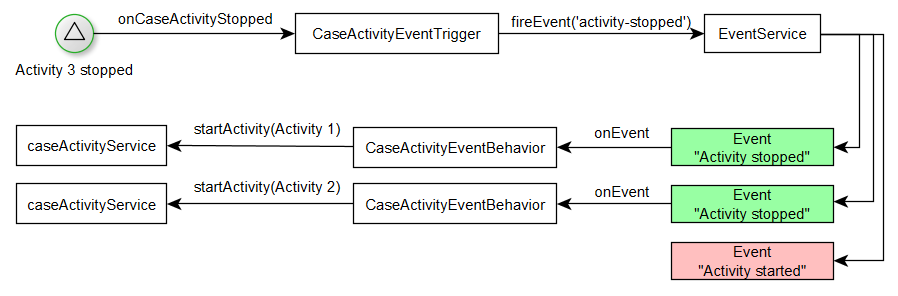 onCaseActivityStopped
fireEvent('activity-stopped')
CaseActivityEventTrigger
EventService
Activity 3 stopped
caseActivityService
startActivity(Activity 1)
CaseActivityEventBehavior
onEvent
Event
"Activity stopped"
caseActivityService
startActivity(Activity 2)
CaseActivityEventBehavior
onEvent
Event
"Activity stopped"
Event
"Activity started"